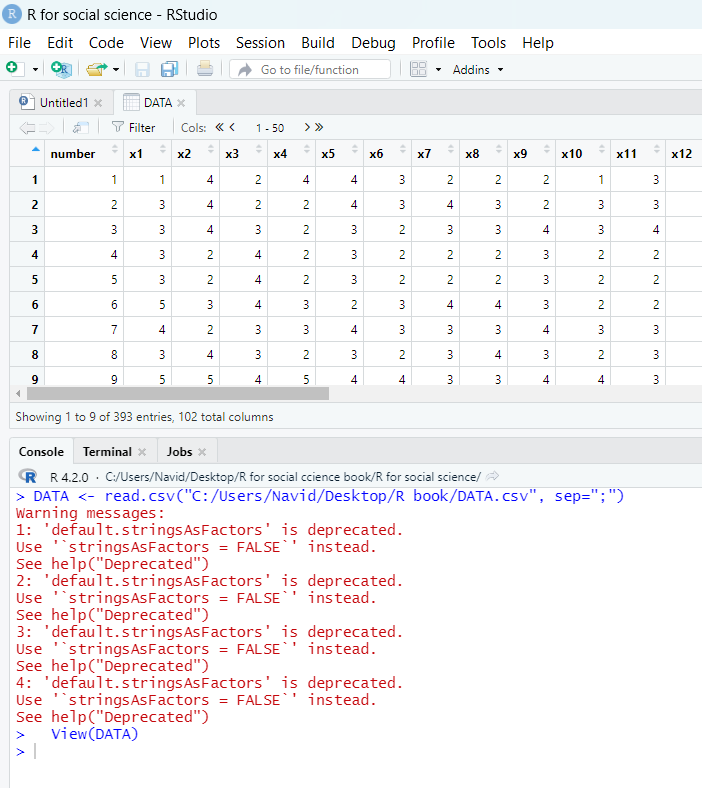 R for social science - RStudio
File Edit Code View Plots Session Build Debug Profile Tools Help
Go to file/function Addins
Untitled1 DATA
Filter Cols: 1 - 50
number x1 x2 x3 x4 x5 x6 x7 x8 x9 x10 x11 x12
1 1 1 4 2 4 4 3 2 2 2 1 3
2 2 3 4 2 2 4 3 4 3 2 3 3
3 3 3 4 3 2 3 2 3 3 4 3 4
4 4 3 2 4 2 3 2 2 2 3 2 2
5 5 3 2 4 2 3 2 2 2 3 2 2
6 6 5 3 4 3 2 3 4 4 3 2 2
7 7 4 2 3 3 4 3 3 3 4 3 3
8 8 3 4 3 2 3 2 3 4 3 2 3
9 9 5 5 4 5 4 4 3 3 4 4 3
Showing 1 to 9 of 393 entries, 102 total columns
Console Terminal Jobs
R R 4.2.0 · C:/Users/Navid/Desktop/R for social ccience book/R for social science/
> DATA <- read.csv("C:/Users/Navid/Desktop/R book/DATA.csv", sep=";")
Warning messages:
1: 'default.stringsAsFactors' is deprecated.
Use '`stringsAsFactors = FALSE`' instead.
See help("Deprecated")
2: 'default.stringsAsFactors' is deprecated.
Use '`stringsAsFactors = FALSE`' instead.
See help("Deprecated")
3: 'default.stringsAsFactors' is deprecated.
Use '`stringsAsFactors = FALSE`' instead.
See help("Deprecated")
4: 'default.stringsAsFactors' is deprecated.
Use '`stringsAsFactors = FALSE`' instead.
See help("Deprecated")
> View(DATA)
>